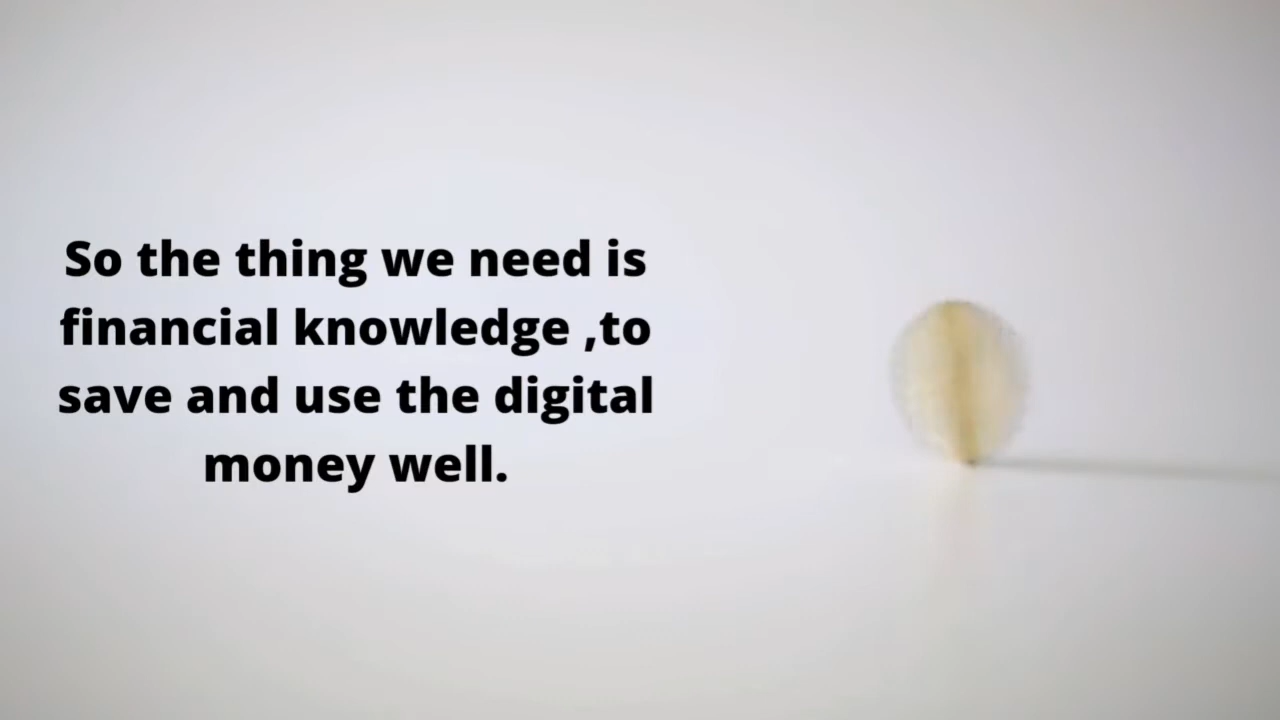 So the thing we need is
financial knowledge ,to
save and use the digital
money well.